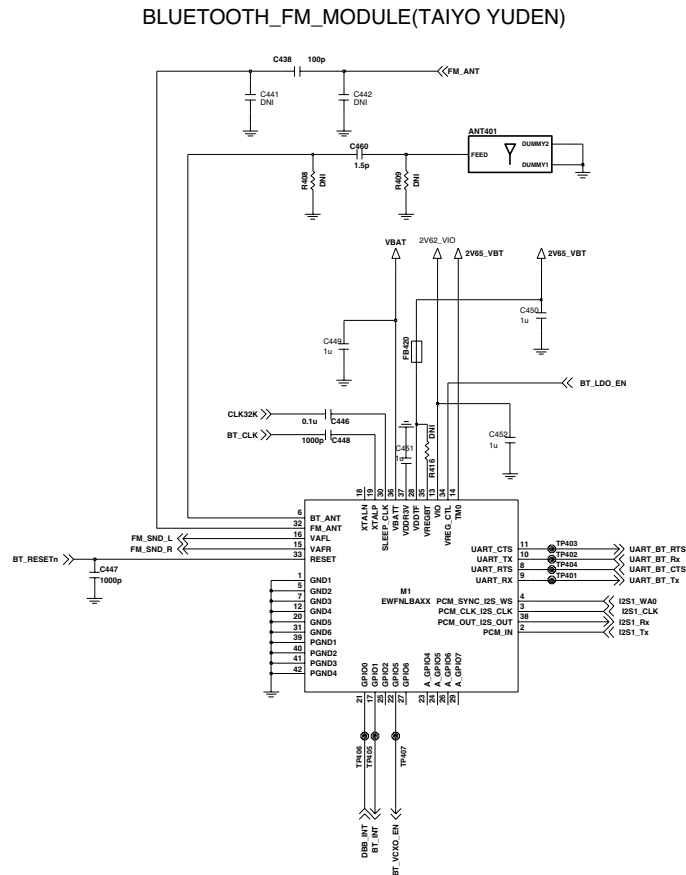 BLUETOOTH_FM_MODULE(TAIYO YUDEN)
C438 100p
FM_ANT
C441
DNI
C442
DNI
ANT401
FEED
DUMMY2
DUMMY1
C460
1.5p
R408
DNI
R409
DNI
VBAT
2V62_VIO
2V65_VBT
2V65_VBT
C450
1u
C449
1u
FB420
BT_LDO_EN
CLK32K
0.1u C446
BT_CLK
1000p C448
C451
1u
R416
DNI
C452
1u
18 XTALN
19 XTALP
30 SLEEP_CLK
36 VBATT
37 VDDR3V
28 VDDTF
35 VREGBT
13 VIO
34 VREG_CTL
14 TM0
6 BT_ANT
32 FM_ANT
FM_SND_L 16 VAFL
FM_SND_R 15 VAFR
BT_RESETn 33 RESET
C447
1000p
1 GND1
5 GND2
7 GND3
12 GND4
20 GND5
31 GND6
39 PGND1
40 PGND2
41 PGND3
42 PGND4
M1
EWFNLBAXX
UART_CTS 11 TP403 UART_BT_RTS
UART_TX 10 TP402 UART_BT_Rx
UART_RTS 8 TP404 UART_BT_CTS
UART_RX 9 TP401 UART_BT_Tx
PCM_SYNC_I2S_WS 4 I2S1_WA0
PCM_CLK_I2S_CLK 3 I2S1_CLK
PCM_OUT_I2S_OUT 38 I2S1_Rx
PCM_IN 2 I2S1_Tx
21 GPIO0
17 GPIO1
25 GPIO2
22 GPIO5
27 GPIO6
23 A_GPIO4
24 A_GPIO5
26 A_GPIO6
29 A_GPIO7
TP406
TP405
TP407
DBB_INT
BT_INT
BT_VCXO_EN